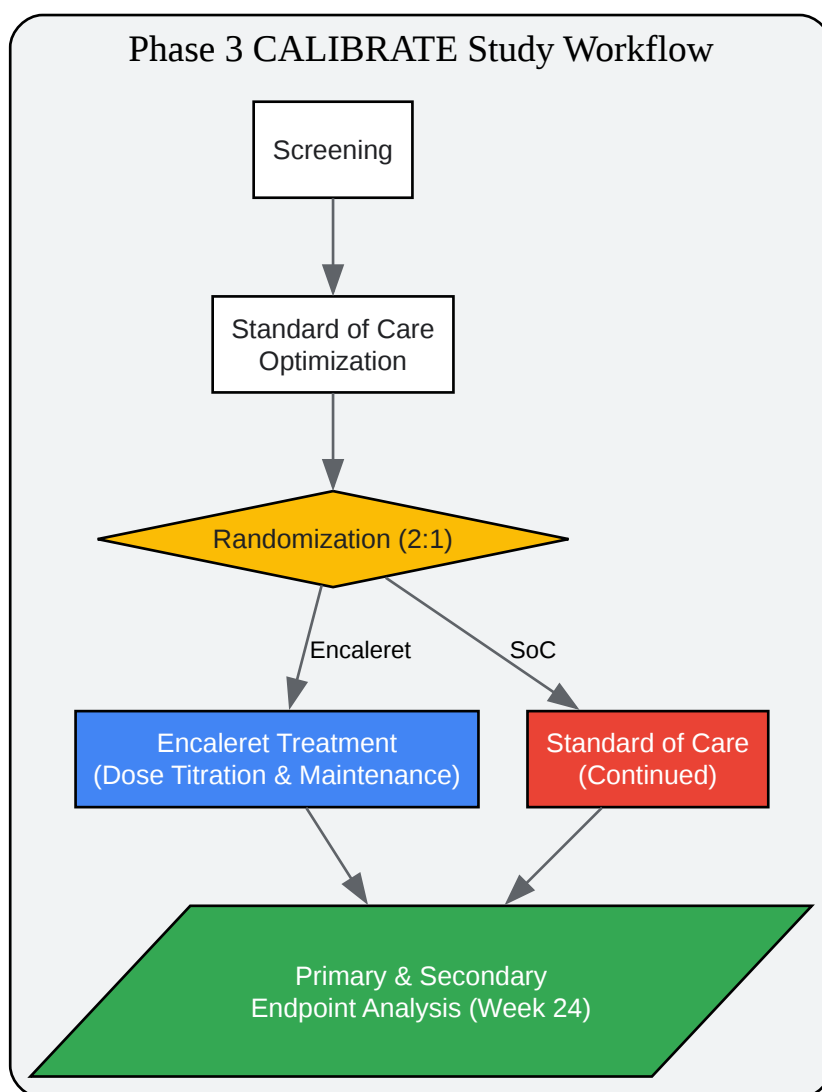 Phase 3 CALIBRATE Study Workflow
Screening
Standard of Care
Optimization
Randomization (2:1)
Encaleret
SoC
Encaleret Treatment
(Dose Titration & Maintenance)
Standard of Care
(Continued)
Primary & Secondary
Endpoint Analysis (Week 24)